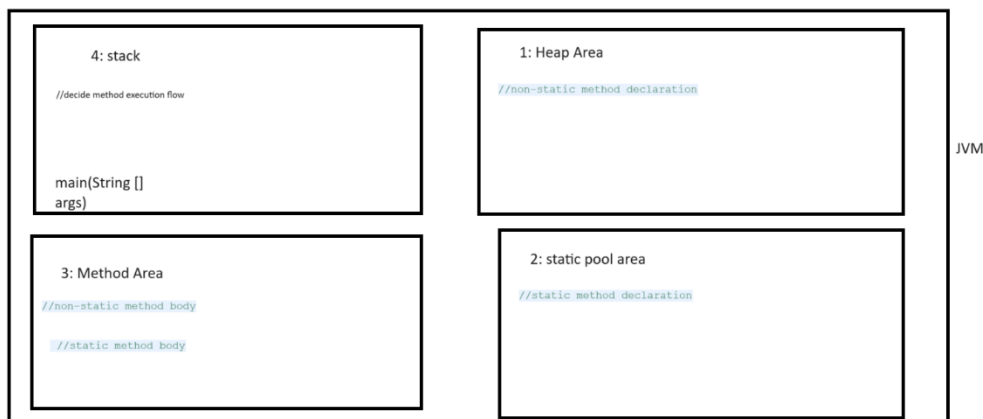 4: stack
//decide method execution flow
main(String []
args)
1: Heap Area
//non-static method declaration
JVM
3: Method Area
//non-static method body
//static method body
2: static pool area
//static method declaration